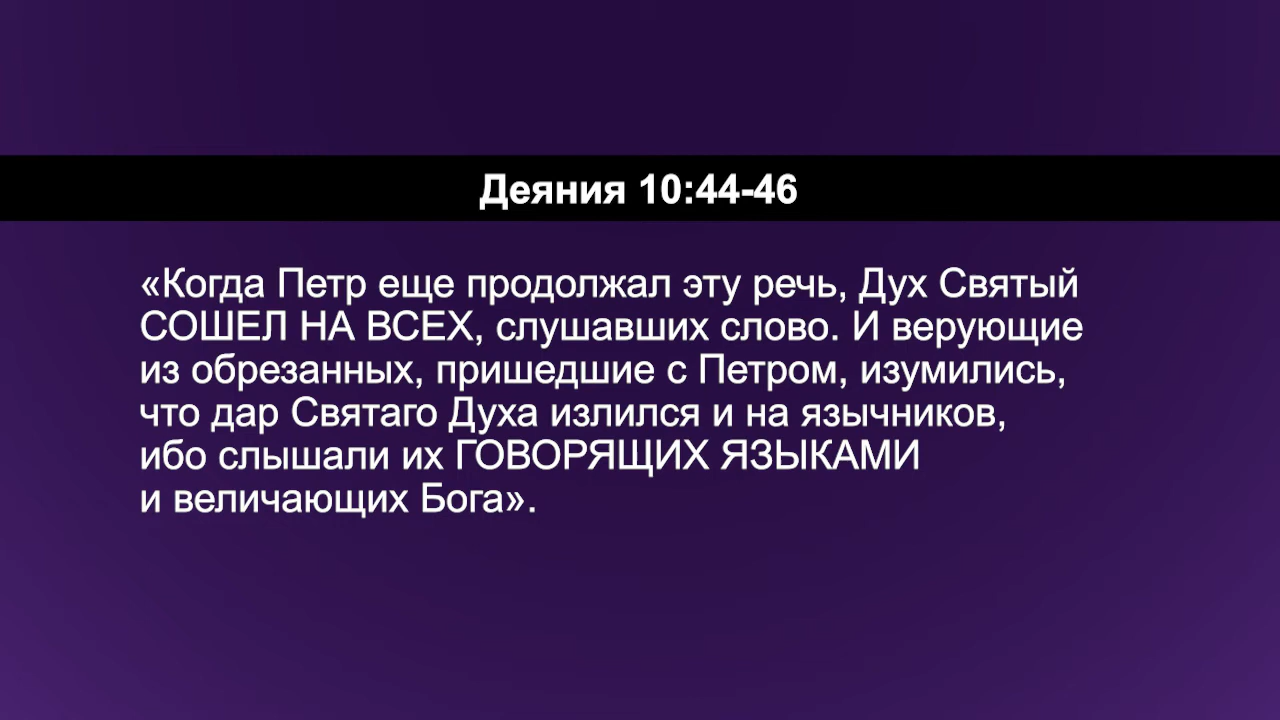 Деяния 10:44-46
«Когда Петр еще продолжал эту речь, Дух Святый
СОШЕЛ НА ВСЕХ, слушавших слово. И верующие
из обрезанных, пришедшие с Петром, изумились,
что дар Святаго Духа излился и на язычников,
ибо слышали их ГОВОРЯЩИХ ЯЗЫКАМИ
и величающих Бога».